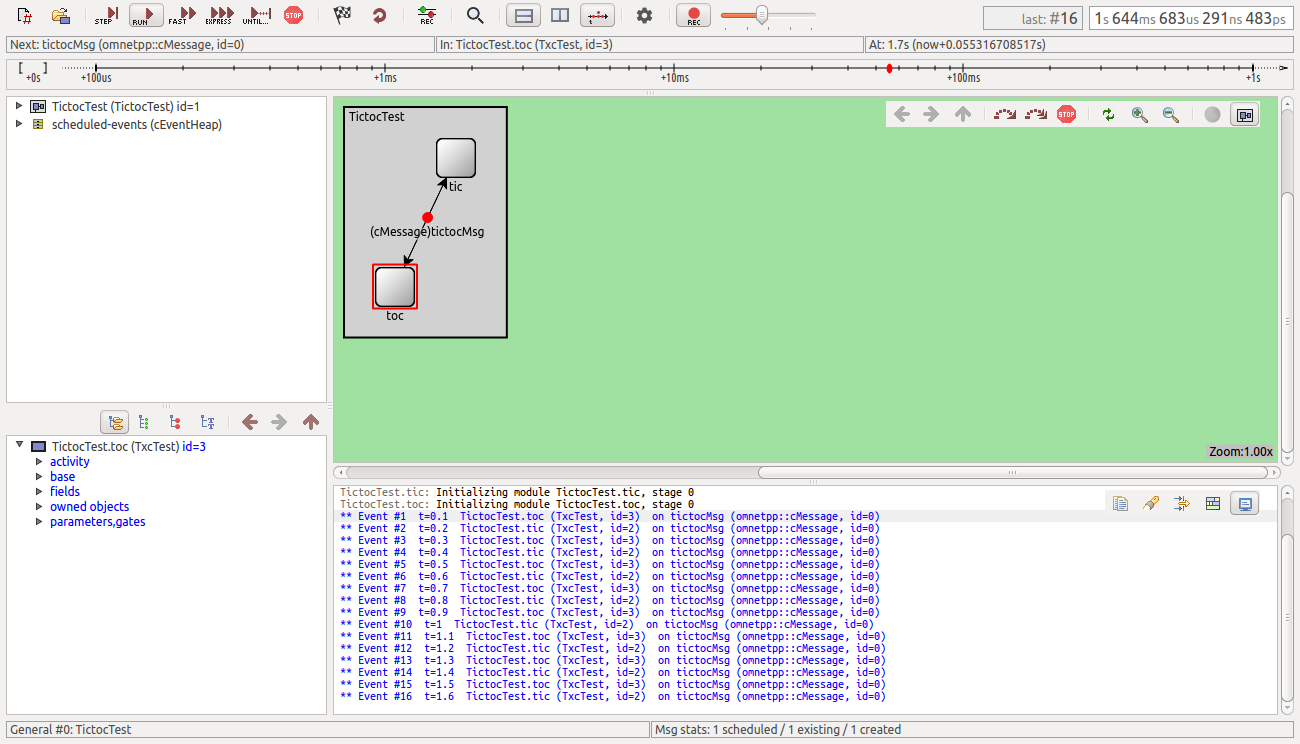 STEP RUN FAST EXPRESS UNTIL... STOP REC REC last: #16 1s 644ms 683us 291ns 483ps
Next: tictocMsg (omnetpp::cMessage, id=0) In: TictocTest.toc (TxcTest, id=3) At: 1.7s (now+0.055316708517s)
[ ] +0s +100us +1ms +10ms +100ms +1s
TictocTest (TictocTest) id=1
scheduled-events (cEventHeap)
TictocTest.toc (TxcTest) id=3
activity
base
fields
owned objects
parameters,gates
TictocTest
STOP
tic
(cMessage)tictocMsg
toc
Zoom:1.00x
TictocTest.tic: Initializing module TictocTest.tic, stage 0
TictocTest.toc: Initializing module TictocTest.toc, stage 0
** Event #1 t=0.1 TictocTest.toc (TxcTest, id=3) on tictocMsg (omnetpp::cMessage, id=0)
** Event #2 t=0.2 TictocTest.tic (TxcTest, id=2) on tictocMsg (omnetpp::cMessage, id=0)
** Event #3 t=0.3 TictocTest.toc (TxcTest, id=3) on tictocMsg (omnetpp::cMessage, id=0)
** Event #4 t=0.4 TictocTest.tic (TxcTest, id=2) on tictocMsg (omnetpp::cMessage, id=0)
** Event #5 t=0.5 TictocTest.toc (TxcTest, id=3) on tictocMsg (omnetpp::cMessage, id=0)
** Event #6 t=0.6 TictocTest.tic (TxcTest, id=2) on tictocMsg (omnetpp::cMessage, id=0)
** Event #7 t=0.7 TictocTest.toc (TxcTest, id=3) on tictocMsg (omnetpp::cMessage, id=0)
** Event #8 t=0.8 TictocTest.tic (TxcTest, id=2) on tictocMsg (omnetpp::cMessage, id=0)
** Event #9 t=0.9 TictocTest.toc (TxcTest, id=3) on tictocMsg (omnetpp::cMessage, id=0)
** Event #10 t=1 TictocTest.tic (TxcTest, id=2) on tictocMsg (omnetpp::cMessage, id=0)
** Event #11 t=1.1 TictocTest.toc (TxcTest, id=3) on tictocMsg (omnetpp::cMessage, id=0)
** Event #12 t=1.2 TictocTest.tic (TxcTest, id=2) on tictocMsg (omnetpp::cMessage, id=0)
** Event #13 t=1.3 TictocTest.toc (TxcTest, id=3) on tictocMsg (omnetpp::cMessage, id=0)
** Event #14 t=1.4 TictocTest.tic (TxcTest, id=2) on tictocMsg (omnetpp::cMessage, id=0)
** Event #15 t=1.5 TictocTest.toc (TxcTest, id=3) on tictocMsg (omnetpp::cMessage, id=0)
** Event #16 t=1.6 TictocTest.tic (TxcTest, id=2) on tictocMsg (omnetpp::cMessage, id=0)
General #0: TictocTest Msg stats: 1 scheduled / 1 existing / 1 created